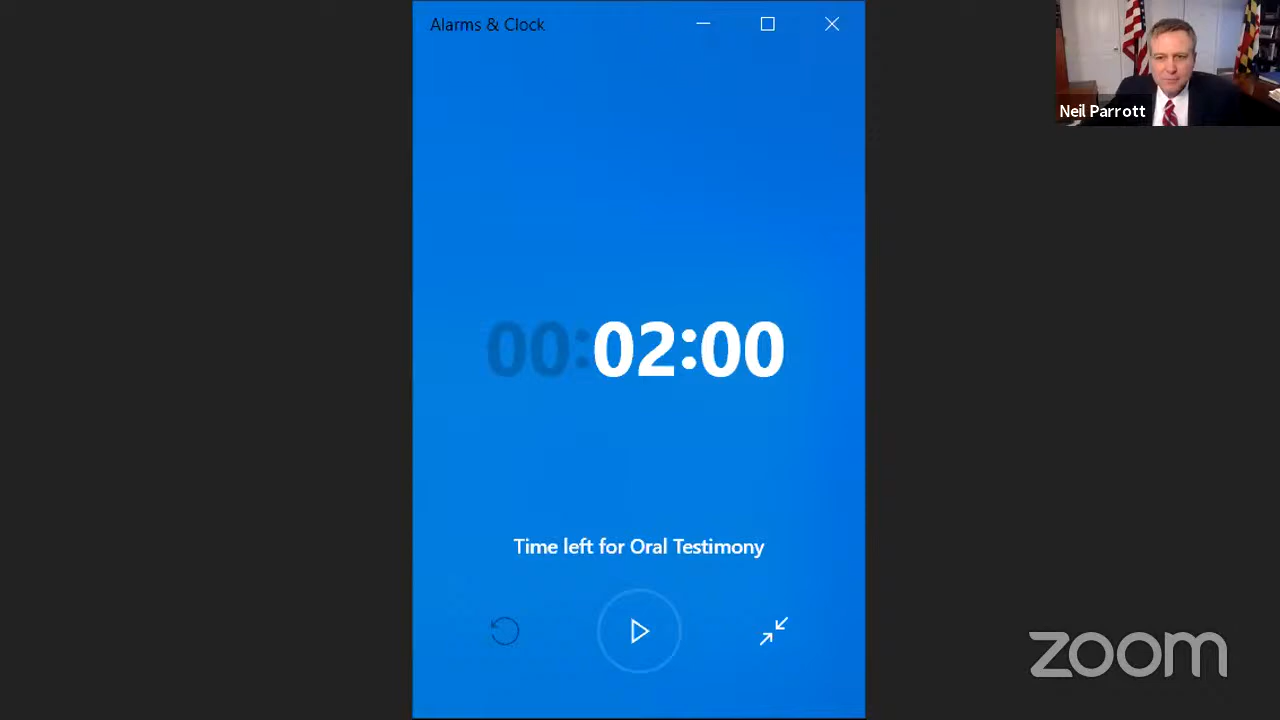 Alarms & Clock
Neil Parrott
00:02:00
Time left for Oral Testimony
zoom